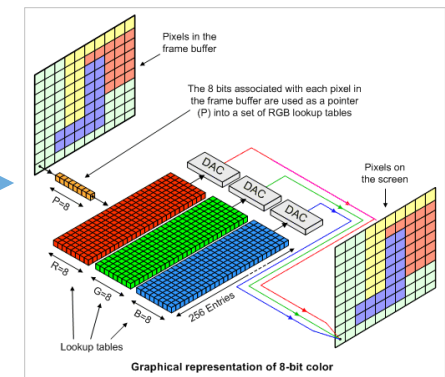 Pixels in the
frame buffer
The 8 bits associated with each pixel in
the frame buffer are used as a pointer
(P) into a set of RGB lookup tables
DAC
DAC
DAC
Pixels on
the screen
P=8
R=8
G=8
B=8
256 Entries
Lookup tables
Graphical representation of 8-bit color